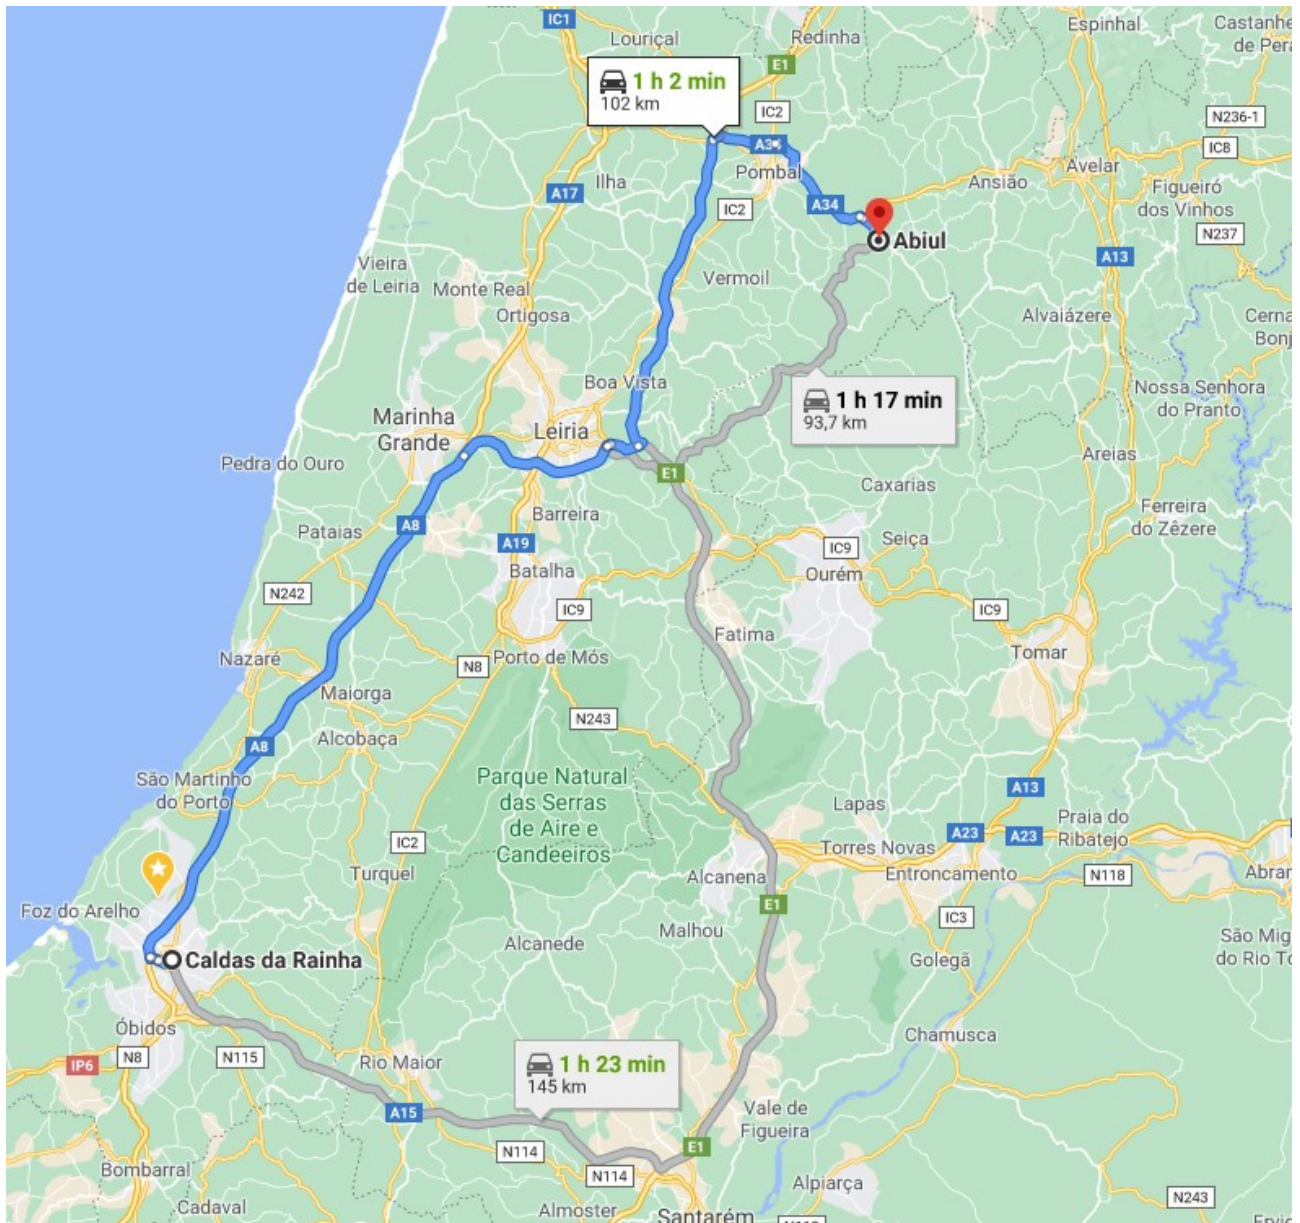 IC1
Louriçal
Redinha
Espinhal
Castanhe
de Pera
E1
1 h 2 min
102 km
IC2
N236-1
IC8
Pombal
Avelar
Ansião
Figueiró
dos Vinhos
A17
Ilha
IC2
A34
N237
Abiul
A13
Vieira
de Leiria
Vermoil
Monte Real
Ortigosa
Alvaiázere
Cerna
Bonj
Boa Vista
Nossa Senhora
do Pranto
1 h 17 min
93,7 km
Marinha
Grande
Leiria
Pedra do Ouro
E1
Areias
Caxarias
Barreira
Ferreira
do Zêzere
A8
Pataias
A19
Batalha
IC9
Seiça
Ourém
N242
IC9
IC9
Fatima
Nazaré
N8
Porto de Mós
Tomar
Maiorga
N243
Alcobaça
A8
São Martinho
do Porto
Parque Natural
das Serras
de Aire e
Candeeiros
A13
Lapas
Praia do
Ribatejo
A23
A23
Torres Novas
IC2
Turquel
Alcanena
Entroncamento
N118
Abran
Foz do Arelho
E1
IC3
Malhou
Alcanede
São Mig
do Rio To
Caldas da Rainha
Golegã
Óbidos
Chamusca
IP6
N8
N115
Rio Maior
1 h 23 min
145 km
A15
Vale de
Figueira
N114
E1
Bombarral
N114
Alpiarça
N243
Cadaval
Almoster
Santarém